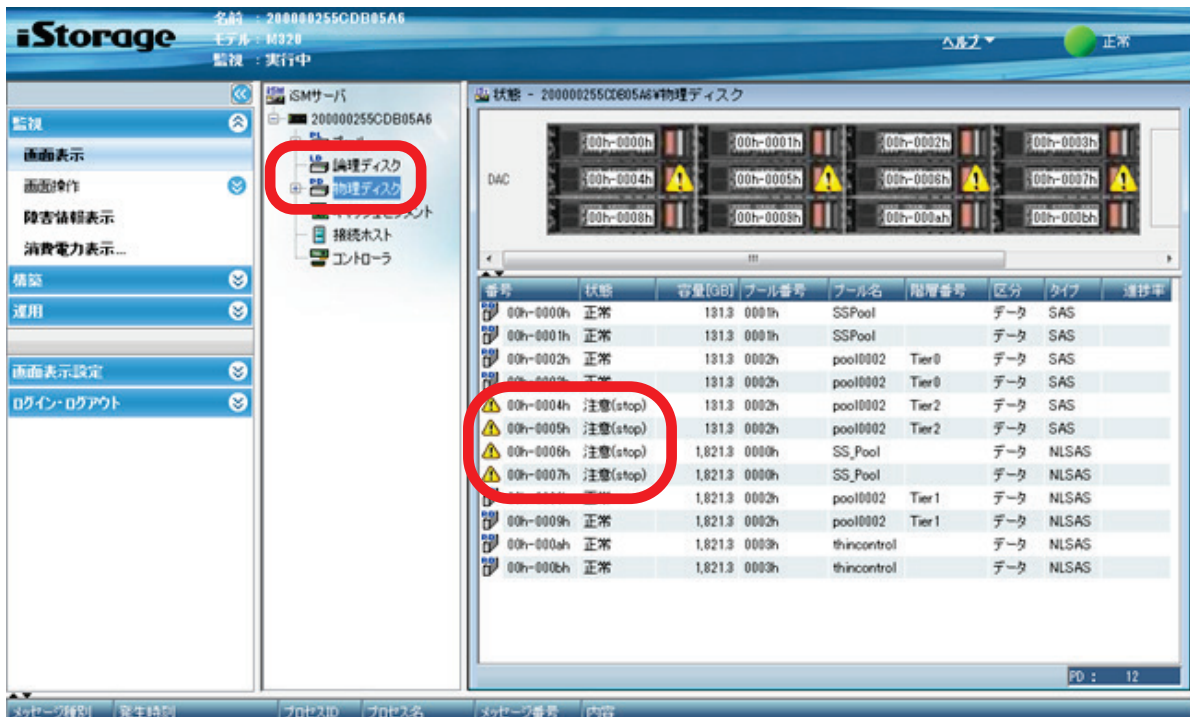 iStorage
名前 : 200000255CDB05A6
モデル : M320
監視 : 実行中
ヘルプ
正常
監視
画面表示
画面操作
障害情報表示
消費電力表示...
構築
運用
画面表示設定
ログイン・ログアウト
iSMサーバ
200000255CDB05A6
論理ディスク
物理ディスク
接続ホスト
コントローラ
状態 - 200000255CDB05A6¥物理ディスク
00h-0000h 00h-0001h 00h-0002h 00h-0003h
DAC 00h-0004h 00h-0005h 00h-0006h 00h-0007h
00h-0008h 00h-0009h 00h-000ah 00h-000bh
番号 状態 容量[GB] プール番号 プール名 階層番号 区分 タイプ 進捗率
00h-0000h 正常 131.3 0001h SSPool データ SAS
00h-0001h 正常 131.3 0001h SSPool データ SAS
00h-0002h 正常 131.3 0002h pool0002 Tier0 データ SAS
131.3 0002h pool0002 Tier0 データ SAS
00h-0004h 注意(stop) 131.3 0002h pool0002 Tier2 データ SAS
00h-0005h 注意(stop) 131.3 0002h pool0002 Tier2 データ SAS
00h-0006h 注意(stop) 1,821.3 0000h SS_Pool データ NLSAS
00h-0007h 注意(stop) 1,821.3 0000h SS_Pool データ NLSAS
1,821.3 0002h pool0002 Tier1 データ NLSAS
00h-0009h 正常 1,821.3 0002h pool0002 Tier1 データ NLSAS
00h-000ah 正常 1,821.3 0003h thincontrol データ NLSAS
00h-000bh 正常 1,821.3 0003h thincontrol データ NLSAS
PD : 12
メッセージ種別 発生時刻 プロセスID プロセス名 メッセージ番号 内容